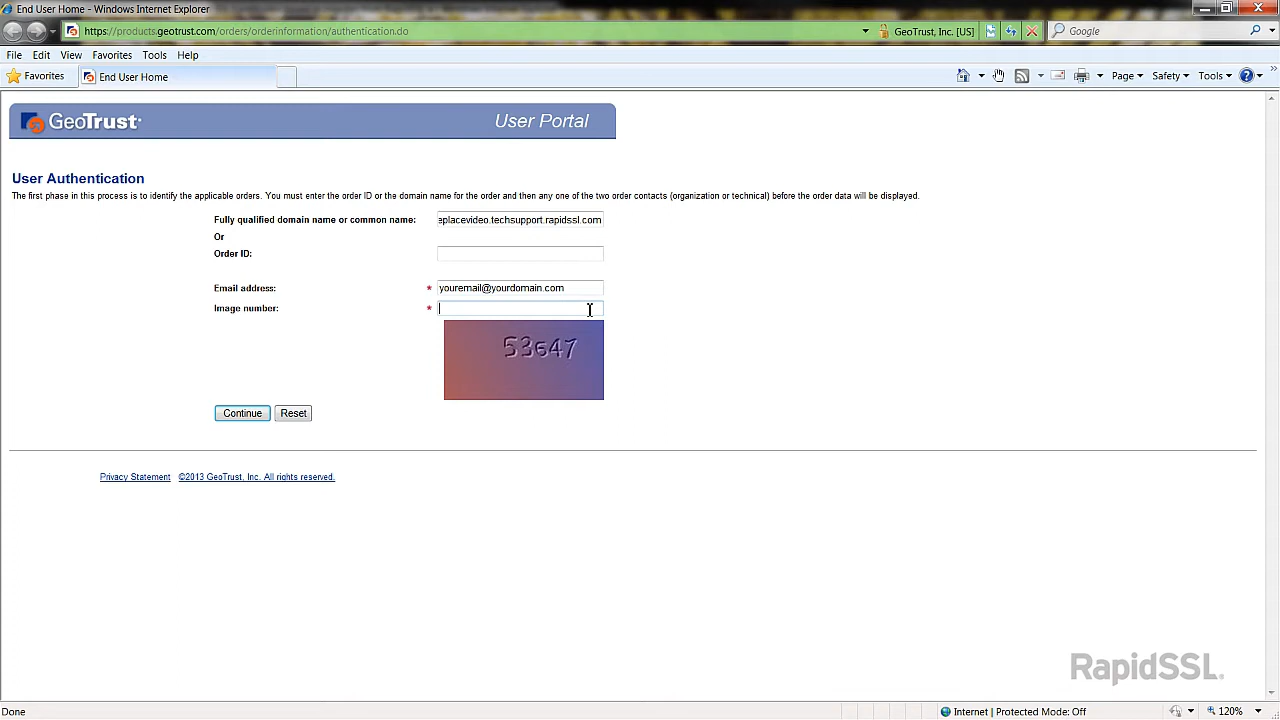 End User Home - Windows Internet Explorer
https://products.geotrust.com/orders/orderinformation/authentication.do
GeoTrust, Inc. [US]
Google
File Edit View Favorites Tools Help
Favorites
End User Home
Page
Safety
Tools
GeoTrust
User Portal
User Authentication
The first phase in this process is to identify the applicable orders. You must enter the order ID or the domain name for the order and then any one of the two order contacts (organization or technical) before the order data will be displayed.
Fully qualified domain name or common name: eplacevideo.techsupport.rapidssl.com
Or
Order ID:
Email address: * youremail@yourdomain.com
Image number: *
53647
Continue Reset
Privacy Statement ©2013 GeoTrust, Inc. All rights reserved.
RapidSSL.
Done
Internet | Protected Mode: Off
120%